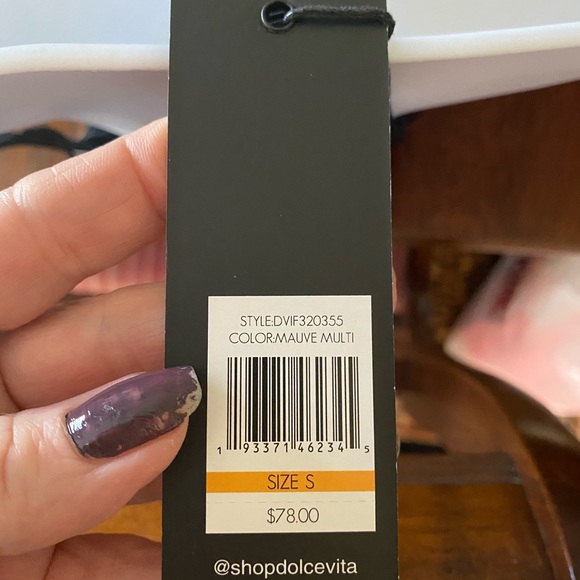 STYLE:DVIF320355
COLOR:MAUVE MULTI
1 93371 46234 5
SIZE S
$78.00
@shopdolcevita